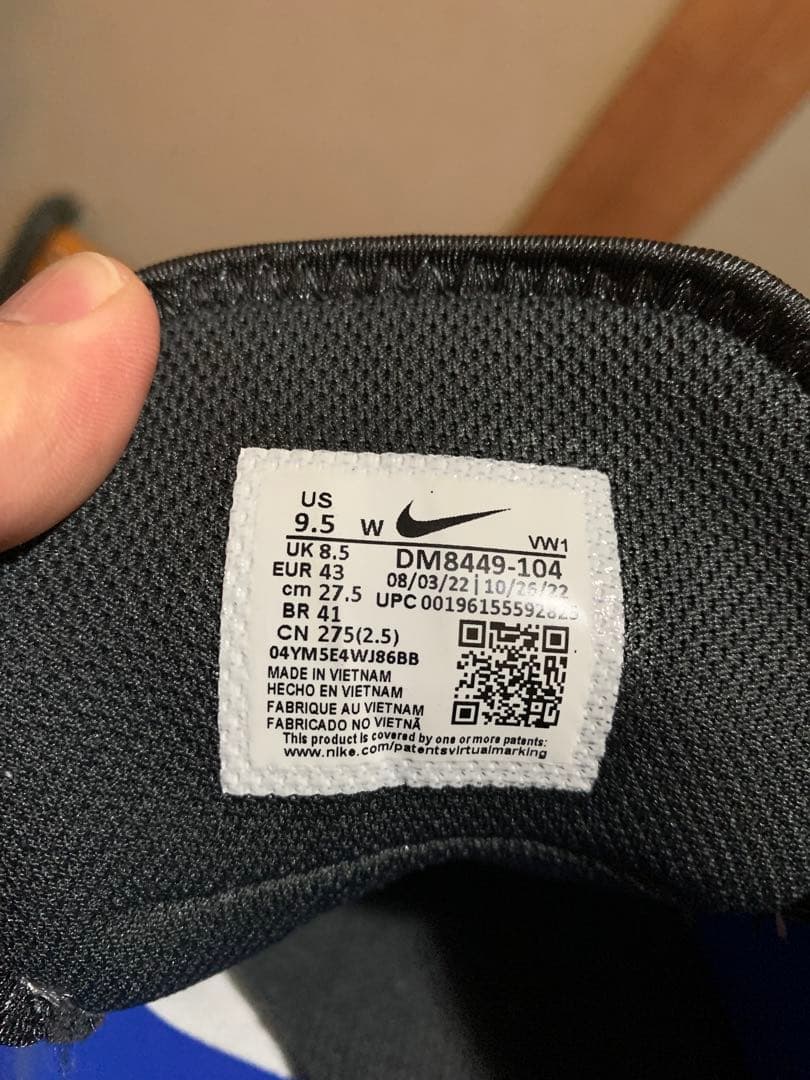 US
9.5 W
VW1
UK 8.5
DM8449-104
EUR 43
08/03/22 | 10/26/22
cm 27.5
UPC 00196155592823
BR 41
CN 275(2.5)
04YM5E4WJ86BB
MADE IN VIETNAM
HECHO EN VIETNAM
FABRIQUE AU VIETNAM
FABRICADO NO VIETNÃ
This product is covered by one or more patents:
www.nike.com/patentsvirtualmarking